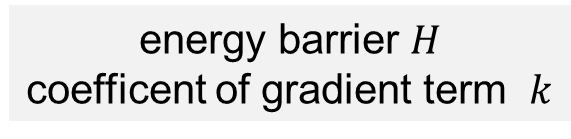 energy barrier H
coefficent of gradient term k